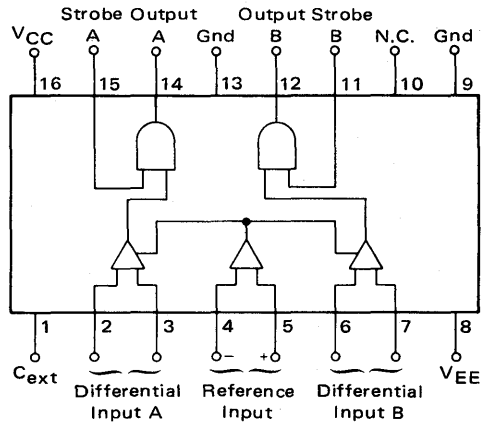 Strobe Output Output Strobe
VCC A A Gnd B B N.C. Gnd
16 15 14 13 12 11 10 9
1 2 3 4 5 6 7 8
− +
Cext Differential Reference Differential VEE
Input A Input Input B